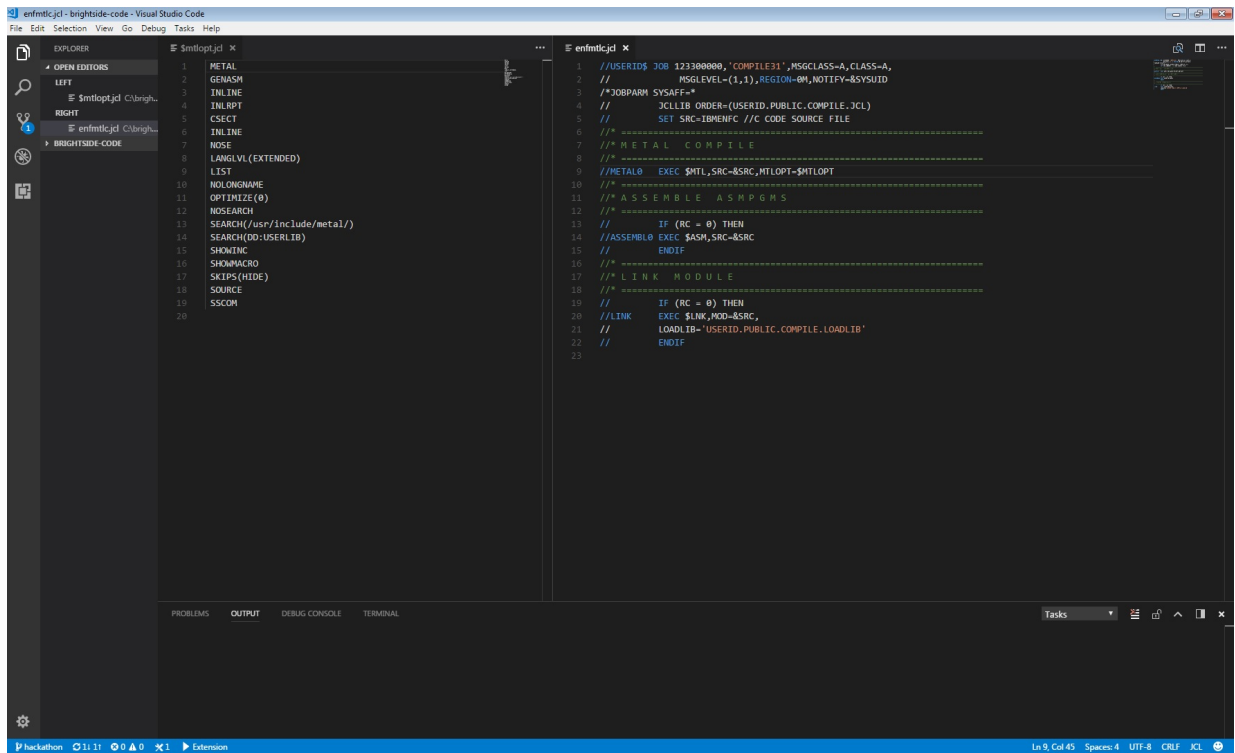 enfmtlc.jcl - brightside-code - Visual Studio Code
File Edit Selection View Go Debug Tasks Help
EXPLORER
OPEN EDITORS
LEFT
$mtlopt.jcl C:\brigh...
RIGHT
enfmtlc.jcl C:\brigh...
BRIGHTSIDE-CODE
1
$mtlopt.jcl
1 METAL
2 GENASM
3 INLINE
4 INLRPT
5 CSECT
6 INLINE
7 NOSE
8 LANGLVL(EXTENDED)
9 LIST
10 NOLONGNAME
11 OPTIMIZE(0)
12 NOSEARCH
13 SEARCH(/usr/include/metal/)
14 SEARCH(DD:USERLIB)
15 SHOWINC
16 SHOWMACRO
17 SKIPS(HIDE)
18 SOURCE
19 SSCOM
20
enfmtlc.jcl
1 //USERID$ JOB 123300000,'COMPILE31',MSGCLASS=A,CLASS=A,
2 // MSGLEVEL=(1,1),REGION=0M,NOTIFY=&SYSUID
3 /*JOBPARM SYSAFF=*
4 // JCLLIB ORDER=(USERID.PUBLIC.COMPILE.JCL)
5 // SET SRC=IBMENFC //C CODE SOURCE FILE
6 //* ===================================================================
7 //* M E T A L   C O M P I L E
8 //* ===================================================================
9 //METAL0 EXEC $MTL,SRC=&SRC,MTLOPT=$MTLOPT
10 //* ===================================================================
11 //* A S S E M B L E   A S M P G M S
12 //* ===================================================================
13 // IF (RC = 0) THEN
14 //ASSEMBL0 EXEC $ASM,SRC=&SRC
15 // ENDIF
16 //* ===================================================================
17 //* L I N K   M O D U L E
18 //* ===================================================================
19 // IF (RC = 0) THEN
20 //LINK EXEC $LNK,MOD=&SRC,
21 // LOADLIB='USERID.PUBLIC.COMPILE.LOADLIB'
22 // ENDIF
23
PROBLEMS OUTPUT DEBUG CONSOLE TERMINAL
Tasks
hackathon 1↓ 1↑ 0 0 1 Extension
Ln 9, Col 45 Spaces: 4 UTF-8 CRLF JCL